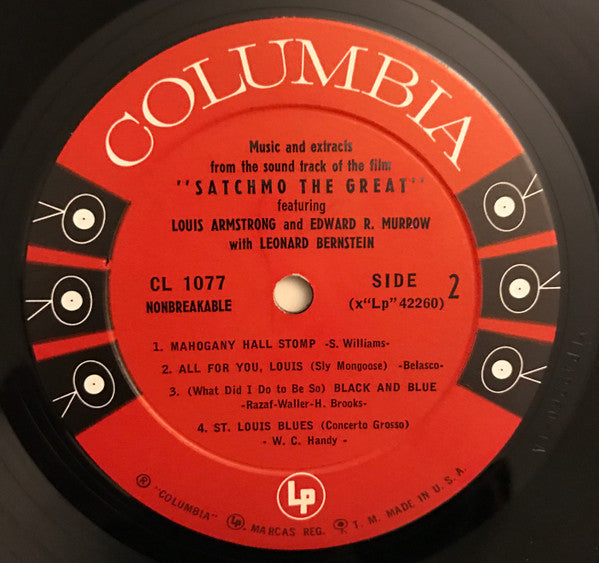 COLUMBIA
Music and extracts
from the sound track of the film
"SATCHMO THE GREAT"
featuring
LOUIS ARMSTRONG and EDWARD R. MURROW
with LEONARD BERNSTEIN
CL 1077
NONBREAKABLE
SIDE 2
(x"Lp" 42260)
1. MAHOGANY HALL STOMP -S. Williams-
2. ALL FOR YOU, LOUIS (Sly Mongoose) -Belasco-
3. (What Did I Do to Be So) BLACK AND BLUE
-Razaf-Waller-H. Brooks-
4. ST. LOUIS BLUES (Concerto Grosso)
- W. C. Handy -
Lp
® "COLUMBIA" Lp MARCAS REG. T. M. MADE IN U. S. A.